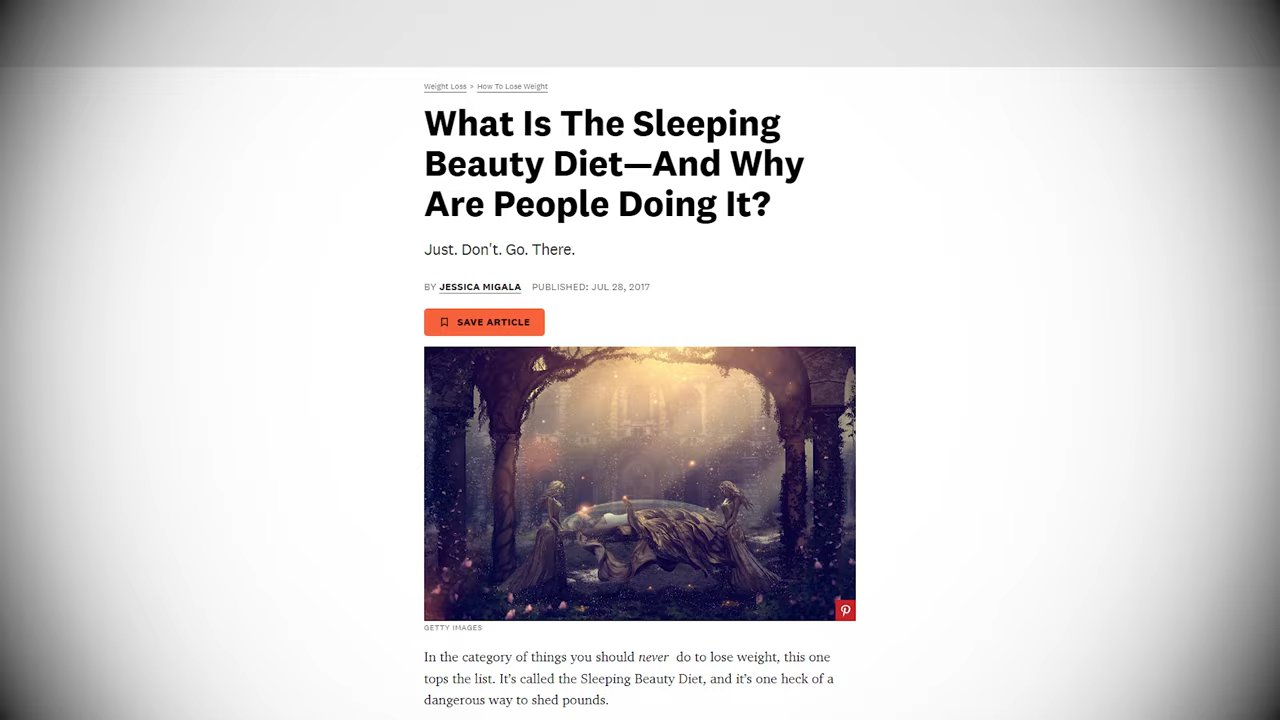 Weight Loss > How To Lose Weight
What Is The Sleeping
Beauty Diet—And Why
Are People Doing It?
Just. Don't. Go. There.
BY JESSICA MIGALA PUBLISHED: JUL 28, 2017
SAVE ARTICLE
GETTY IMAGES
In the category of things you should never do to lose weight, this one
tops the list. It's called the Sleeping Beauty Diet, and it's one heck of a
dangerous way to shed pounds.